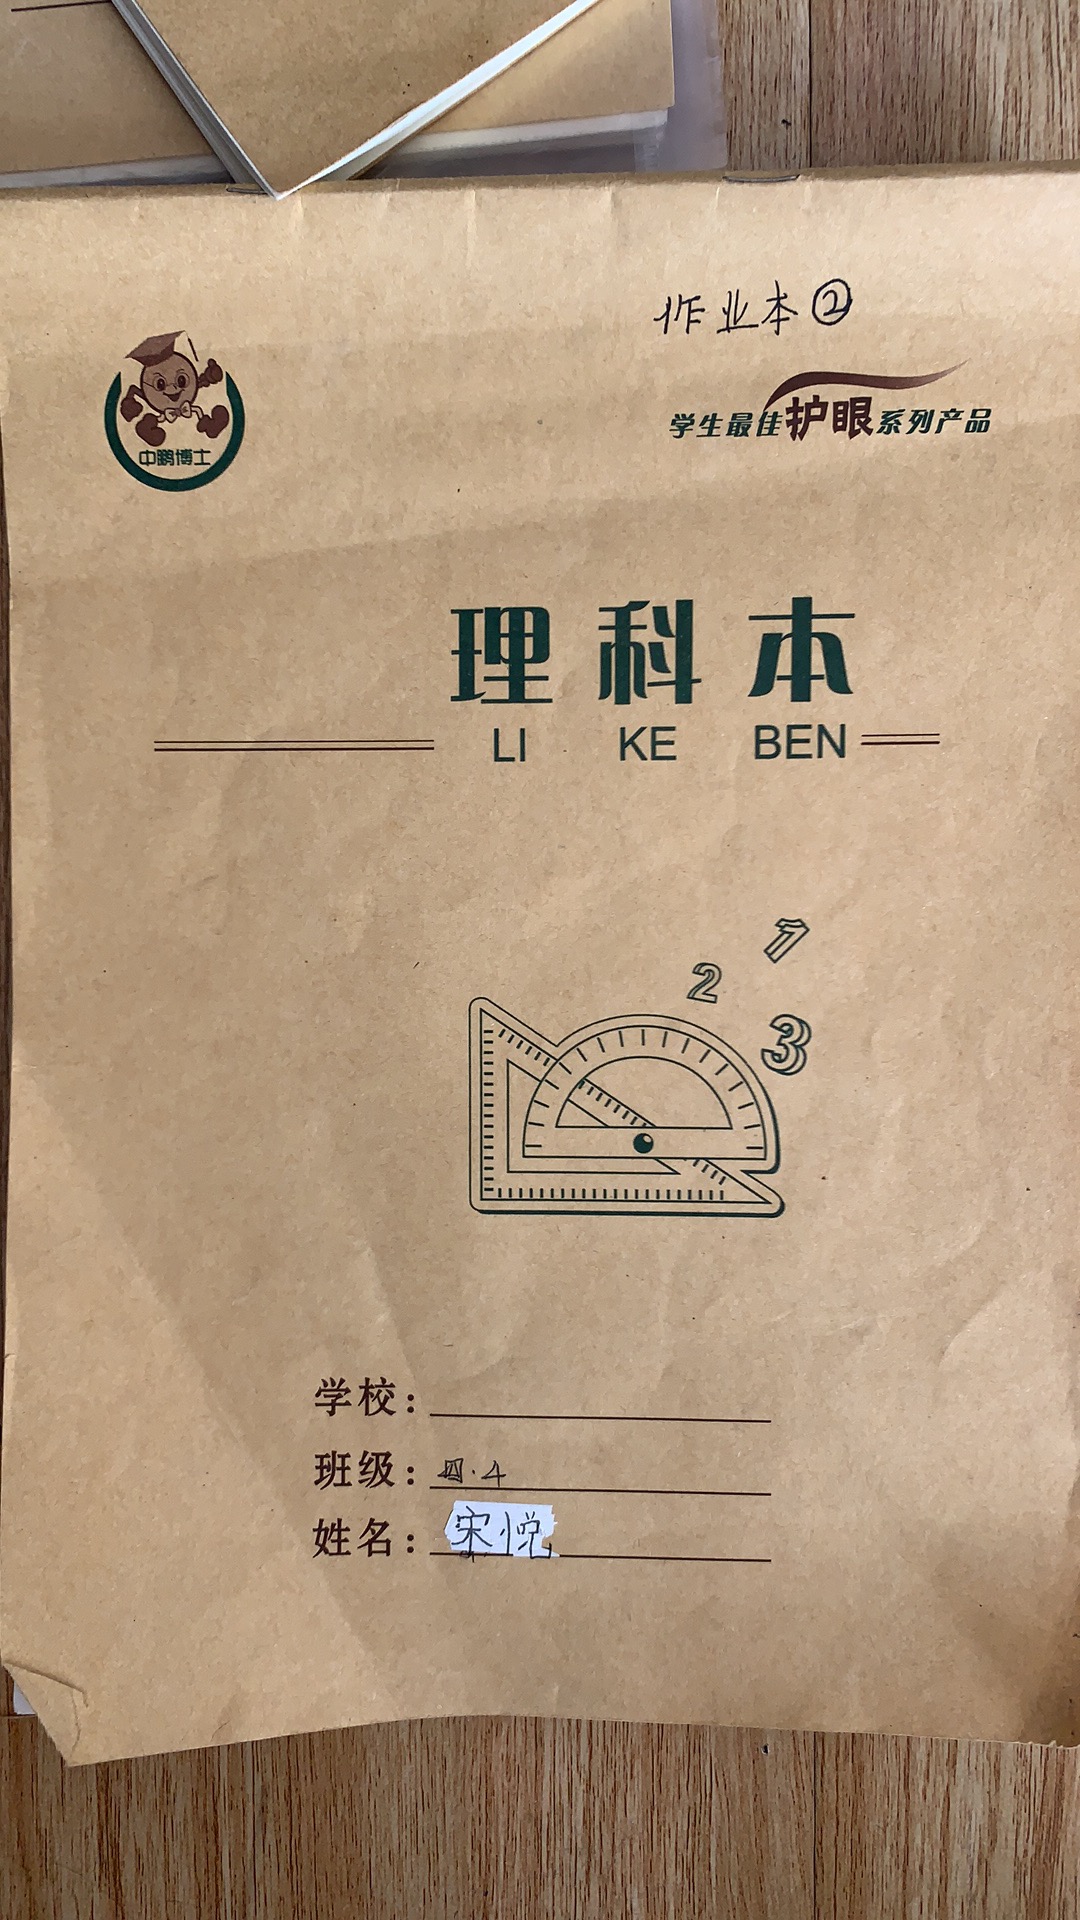 作业本②
中鹏博士
学生最佳护眼系列产品
理科本
LI KE BEN
1
2
3
学校：
班级：四·4
姓名：宋悦